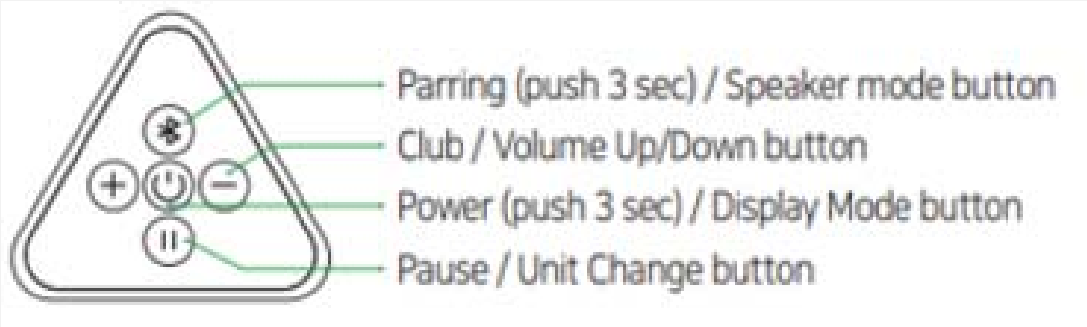 Parring (push 3 sec) / Speaker mode button
Club / Volume Up/Down button
Power (push 3 sec) / Display Mode button
Pause / Unit Change button